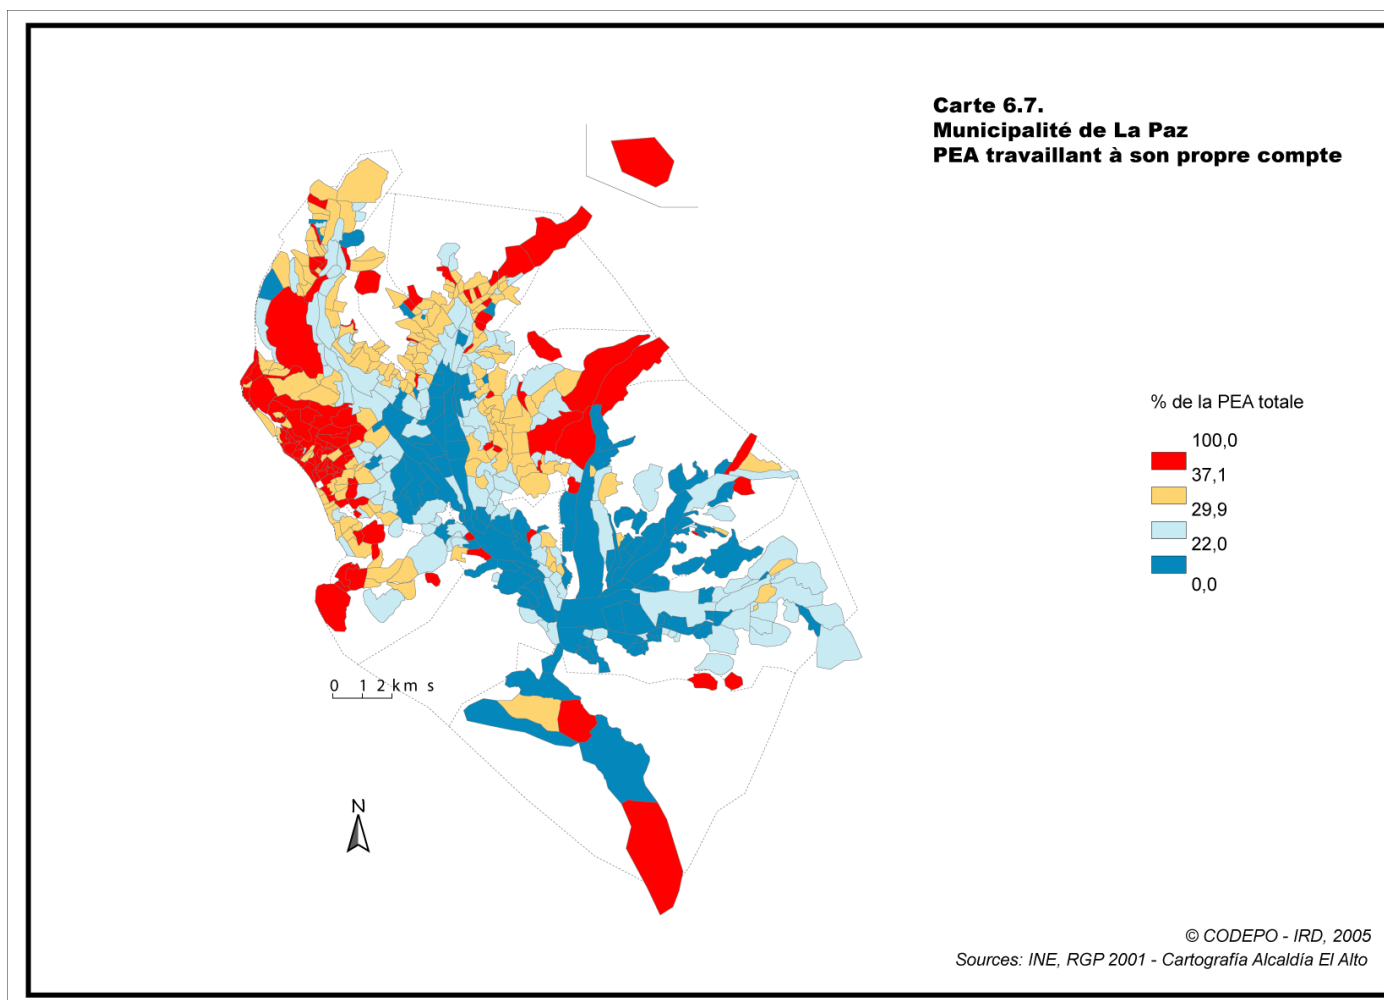 Carte 6.7.
Municipalité de La Paz
PEA travaillant à son propre compte
% de la PEA totale
100,0
37,1
29,9
22,0
0,0
0 1 2 km s
N
© CODEPO - IRD, 2005
Sources: INE, RGP 2001 - Cartografía Alcaldía El Alto